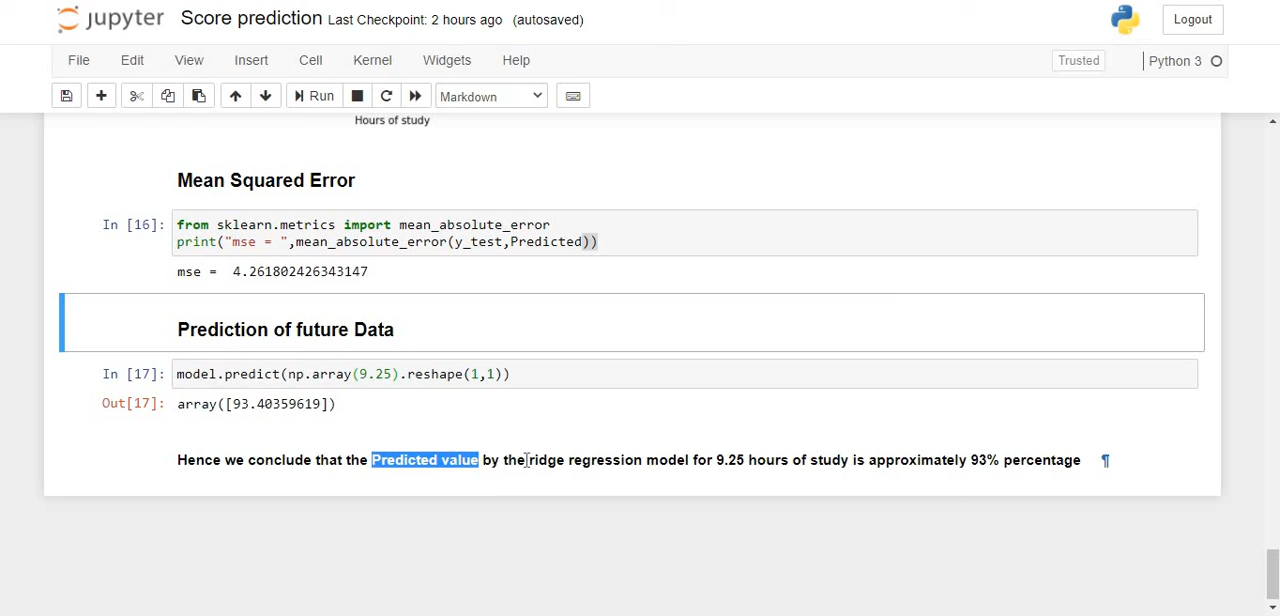 jupyter Score prediction Last Checkpoint: 2 hours ago (autosaved) Logout
File Edit View Insert Cell Kernel Widgets Help Trusted Python 3
Run Markdown
Hours of study
Mean Squared Error
In [16]: from sklearn.metrics import mean_absolute_error
print("mse = ",mean_absolute_error(y_test,Predicted))
mse =  4.261802426343147
Prediction of future Data
In [17]: model.predict(np.array(9.25).reshape(1,1))
Out[17]: array([93.40359619])
Hence we conclude that the Predicted value by the ridge regression model for 9.25 hours of study is approximately 93% percentage ¶